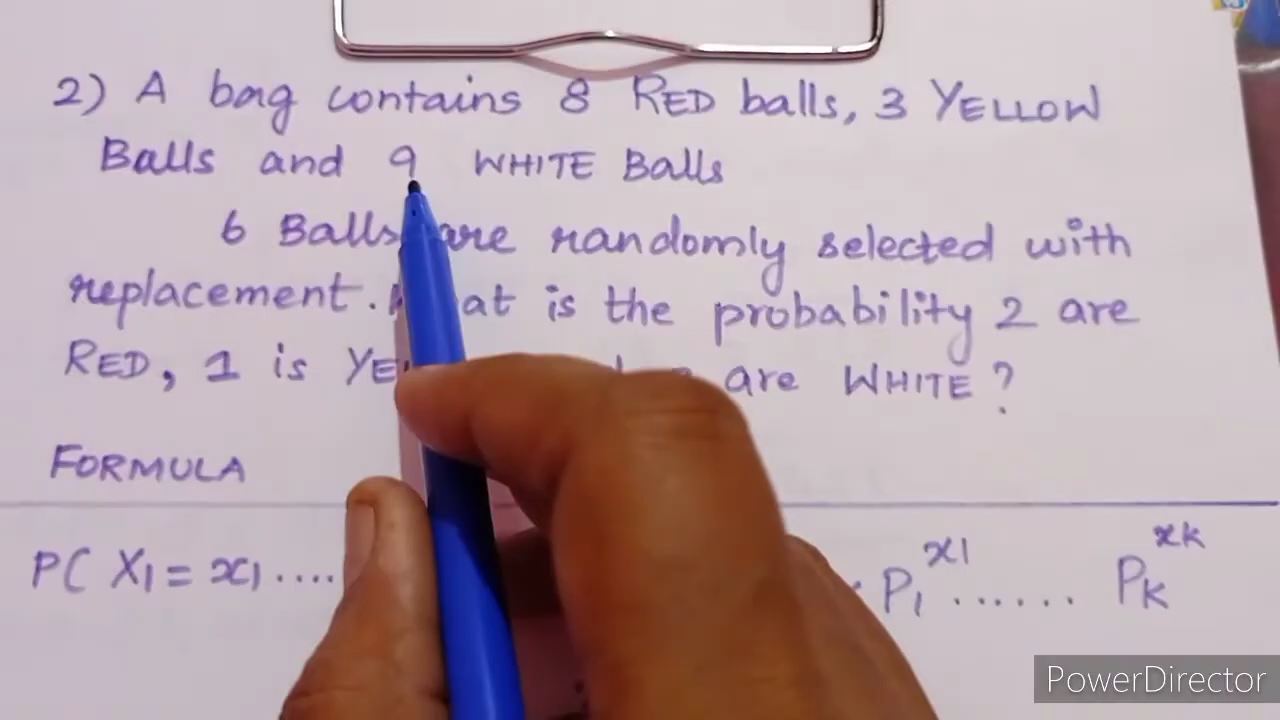 2) A bag contains 8 RED balls, 3 YELLOW
Balls and 9 WHITE Balls
6 Balls are randomly selected with
replacement. at is the probability 2 are
RED, 1 is are WHITE?
FORMULA
P( X1 = x1 .... P1^x1 ...... Pk^xk
PowerDirector